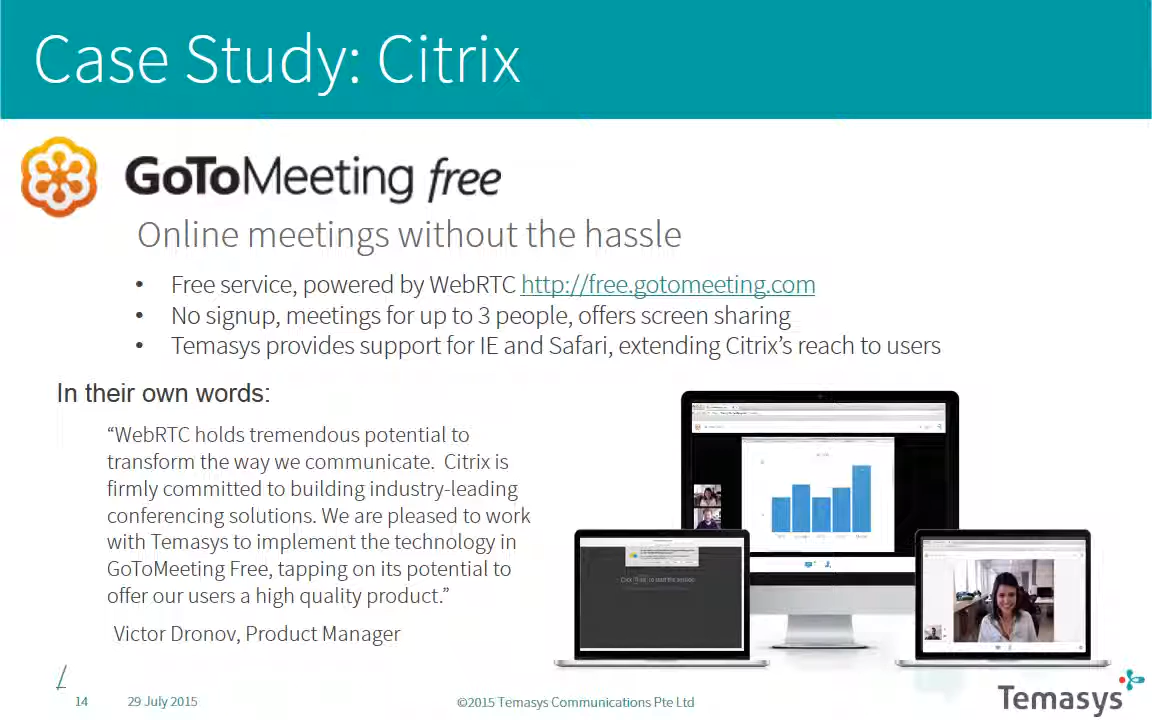 Case Study: Citrix
GoToMeeting free
Online meetings without the hassle
• Free service, powered by WebRTC http://free.gotomeeting.com
• No signup, meetings for up to 3 people, offers screen sharing
• Temasys provides support for IE and Safari, extending Citrix’s reach to users
In their own words:
“WebRTC holds tremendous potential to
transform the way we communicate. Citrix is
firmly committed to building industry-leading
conferencing solutions. We are pleased to work
with Temasys to implement the technology in
GoToMeeting Free, tapping on its potential to
offer our users a high quality product.”
Victor Dronov, Product Manager
14 29 July 2015 ©2015 Temasys Communications Pte Ltd
Temasys